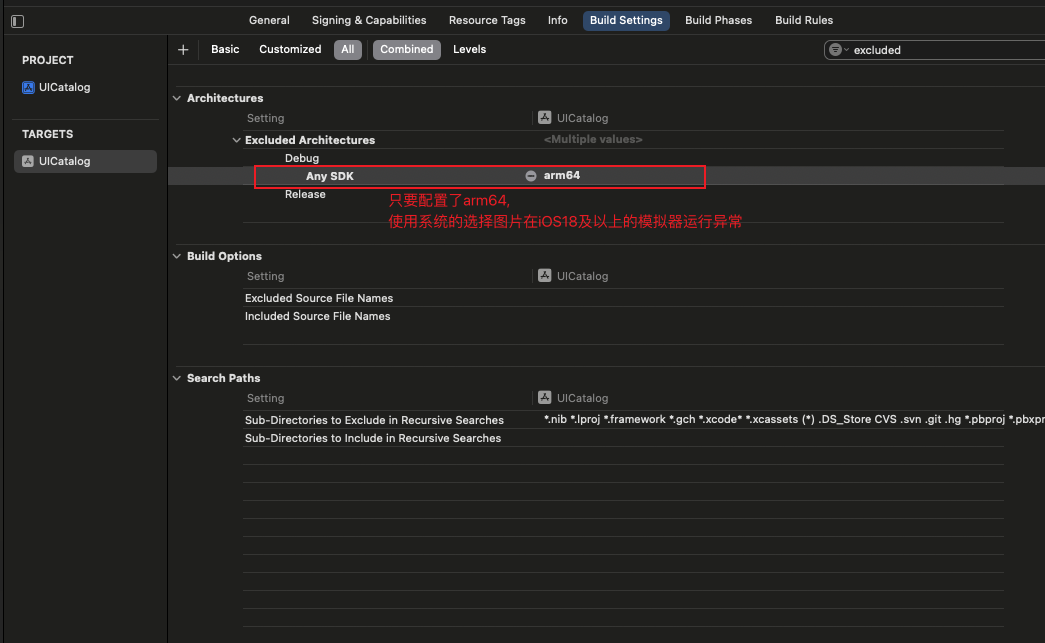 General Signing & Capabilities Resource Tags Info Build Settings Build Phases Build Rules
PROJECT
UICatalog
TARGETS
UICatalog
+ Basic Customized All Combined Levels excluded
Architectures
Setting UICatalog
Excluded Architectures <Multiple values>
Debug
Any SDK arm64
Release
只要配置了arm64,
使用系统的选择图片在iOS18及以上的模拟器运行异常
Build Options
Setting UICatalog
Excluded Source File Names
Included Source File Names
Search Paths
Setting UICatalog
Sub-Directories to Exclude in Recursive Searches *.nib *.lproj *.framework *.gch *.xcode* *.xcassets (*) .DS_Store CVS .svn .git .hg *.pbproj *.pbxpr
Sub-Directories to Include in Recursive Searches